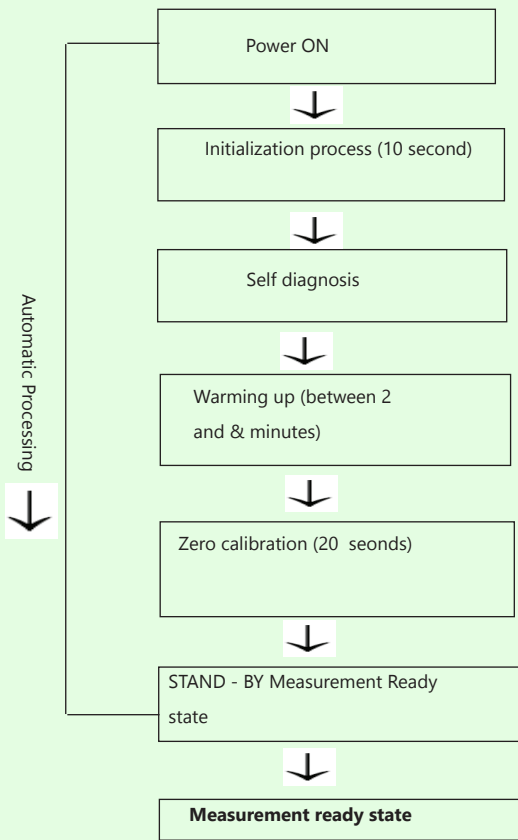 Power ON
Initialization process (10 second)
Self diagnosis
Automatic Processing
Warming up (between 2
and & minutes)
Zero calibration (20 seonds)
STAND - BY Measurement Ready
state
Measurement ready state